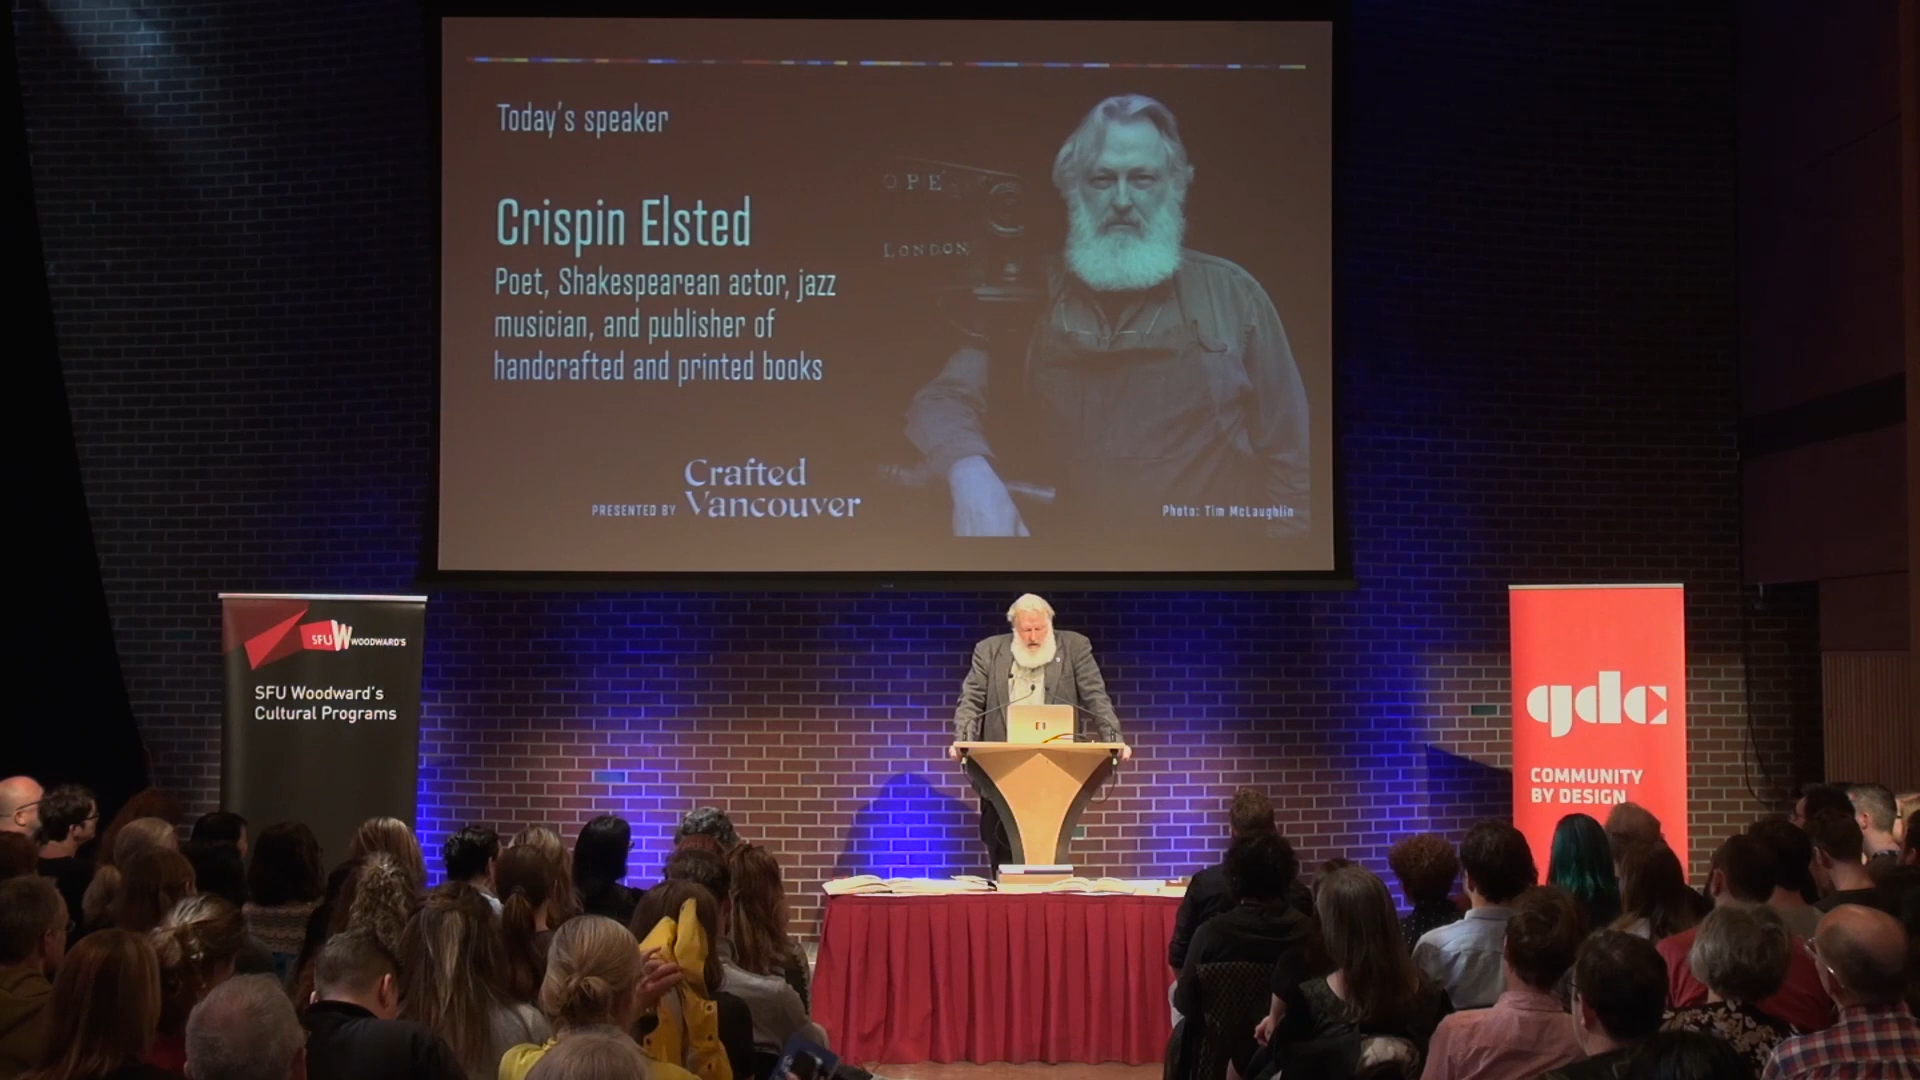 Today's speaker
Crispin Elsted
Poet, Shakespearean actor, jazz
musician, and publisher of
handcrafted and printed books
OPE
LONDON
PRESENTED BY
Crafted
Vancouver
Photo: Tim McLaughlin
SFU W WOODWARD'S
SFU Woodward's
Cultural Programs
gdc
COMMUNITY
BY DESIGN